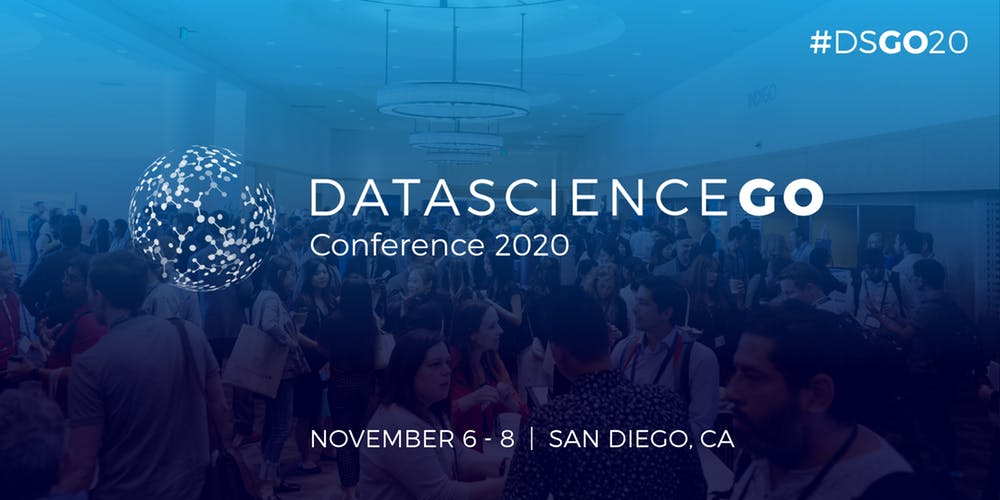 #DSGO20
DATASCIENCEGO
Conference 2020
NOVEMBER 6 - 8 | SAN DIEGO, CA